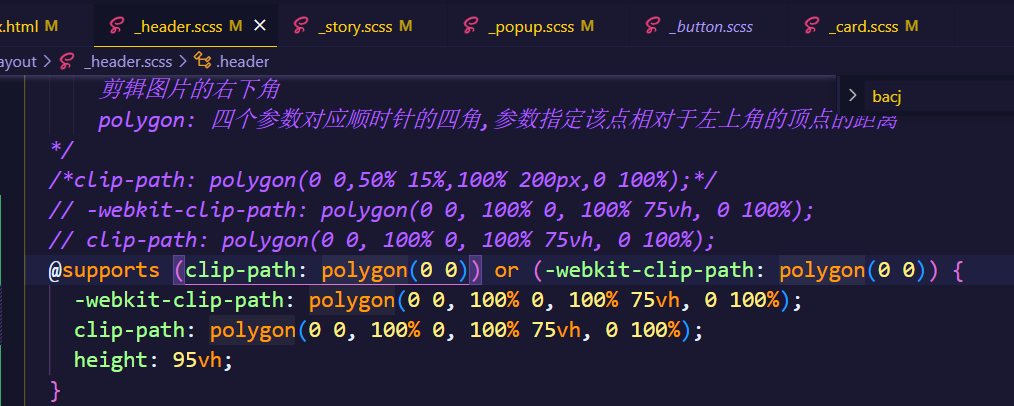 x.html M _header.scss M × _story.scss M _popup.scss M _button.scss _card.scss M
ayout > _header.scss > .header
bacj
剪辑图片的右下角
polygon: 四个参数对应顺时针的四角,参数指定该点相对于左上角的顶点的距离
*/
/*clip-path: polygon(0 0,50% 15%,100% 200px,0 100%);*/
// -webkit-clip-path: polygon(0 0, 100% 0, 100% 75vh, 0 100%);
// clip-path: polygon(0 0, 100% 0, 100% 75vh, 0 100%);
@supports (clip-path: polygon(0 0)) or (-webkit-clip-path: polygon(0 0)) {
-webkit-clip-path: polygon(0 0, 100% 0, 100% 75vh, 0 100%);
clip-path: polygon(0 0, 100% 0, 100% 75vh, 0 100%);
height: 95vh;
}